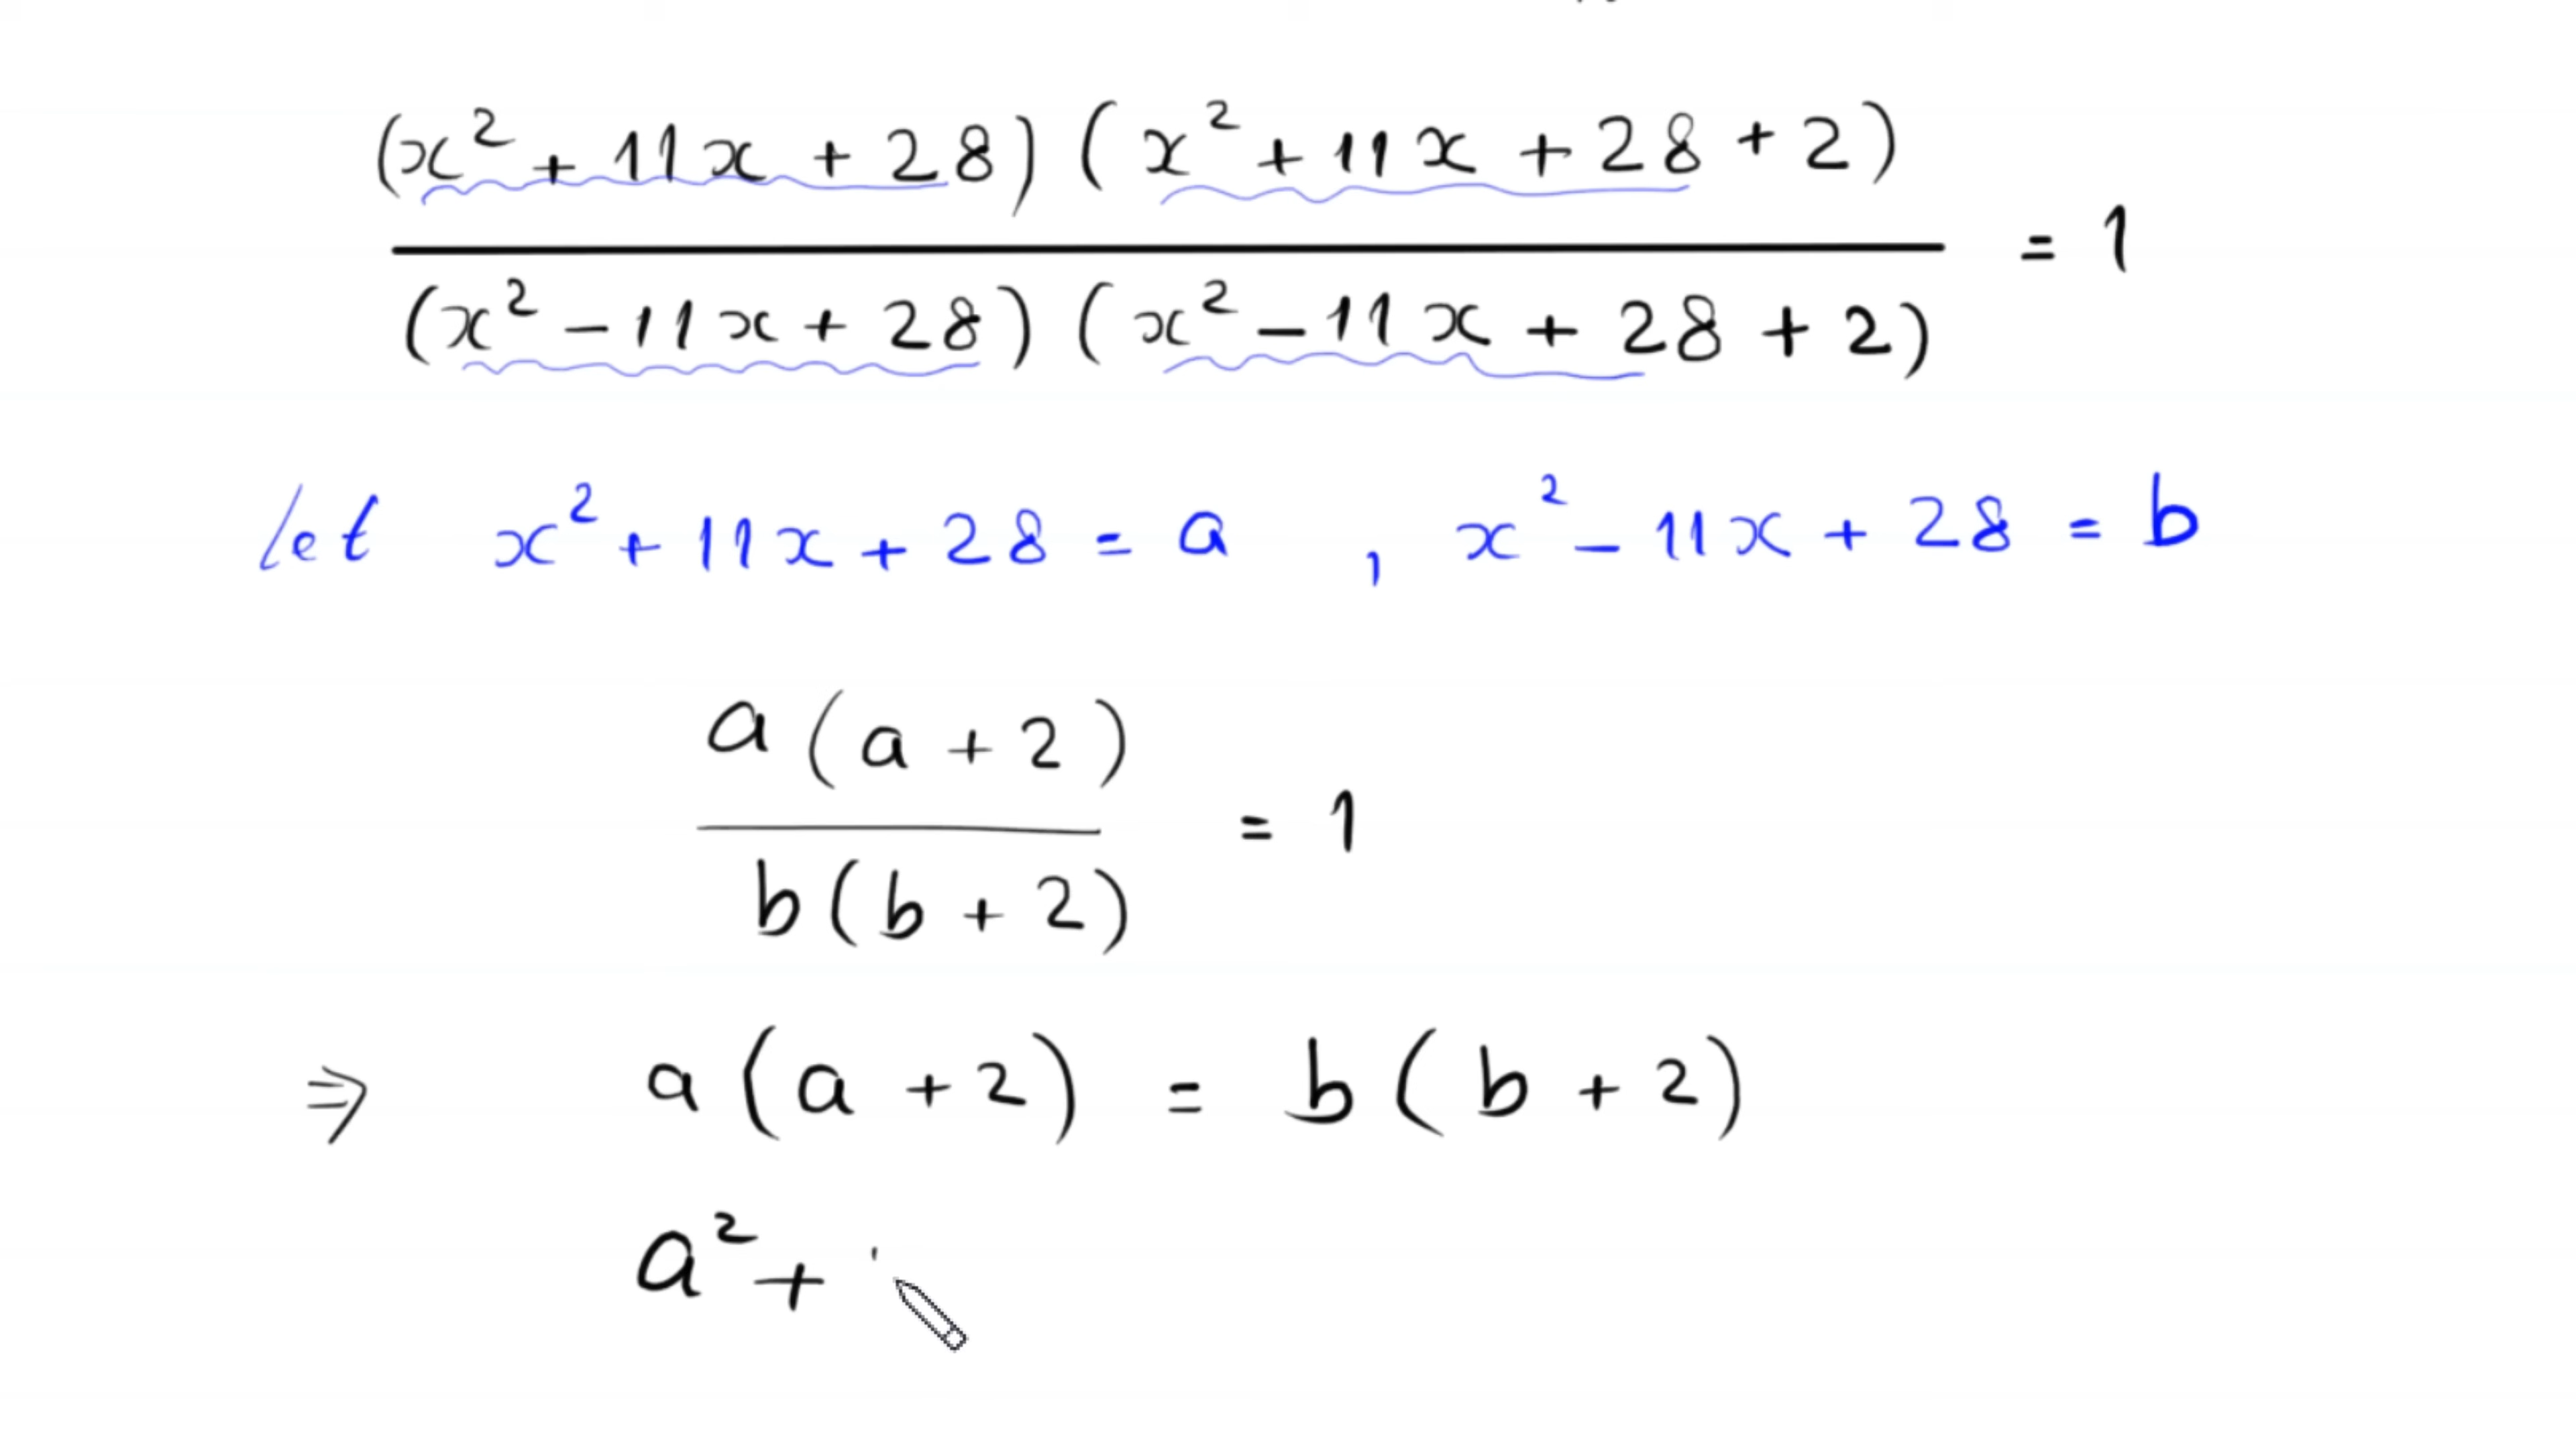 (x² + 11x + 28) (x² + 11x + 28 + 2)
= 1
(x² - 11x + 28) (x² - 11x + 28 + 2)
let x² + 11x + 28 = a , x² - 11x + 28 = b
a (a + 2)
= 1
b (b + 2)
⇒ a (a + 2) = b (b + 2)
a² +